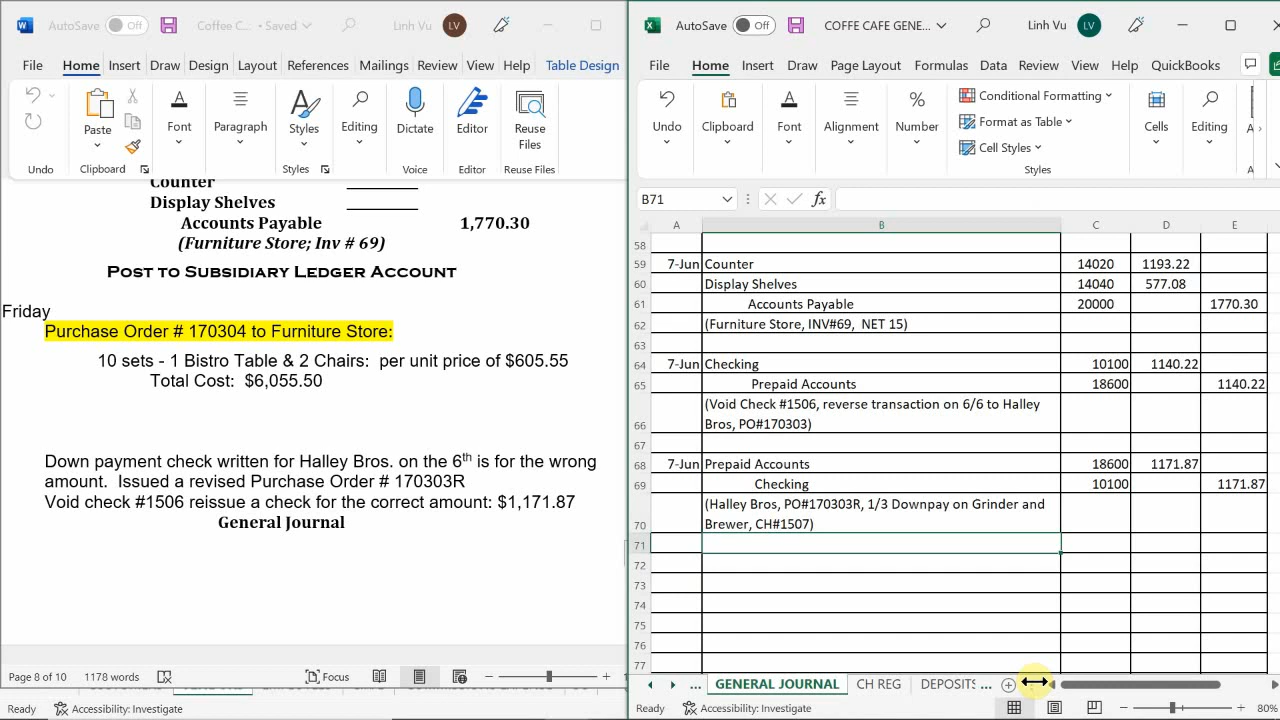 AutoSave Off Coffee C... • Saved Linh Vu LV
File Home Insert Draw Design Layout References Mailings Review View Help Table Design
Paste Font Paragraph Styles Editing Dictate Editor Reuse Files
Undo Clipboard Styles Voice Editor Reuse Files
Counter
Display Shelves
Accounts Payable 1,770.30
(Furniture Store; Inv # 69)
POST TO SUBSIDIARY LEDGER ACCOUNT
Friday
Purchase Order # 170304 to Furniture Store:
10 sets - 1 Bistro Table & 2 Chairs: per unit price of $605.55
Total Cost: $6,055.50
Down payment check written for Halley Bros. on the 6th is for the wrong
amount. Issued a revised Purchase Order # 170303R
Void check #1506 reissue a check for the correct amount: $1,171.87
General Journal
Page 8 of 10 1178 words Focus
Ready Accessibility: Investigate
AutoSave Off COFFE CAFE GENE... Linh Vu LV
File Home Insert Draw Page Layout Formulas Data Review View Help QuickBooks
Undo Clipboard Font Alignment Number Conditional Formatting Format as Table Cell Styles Cells Editing
Styles
B71 fx
A B C D E
58
59 7-Jun Counter 14020 1193.22
60 Display Shelves 14040 577.08
61 Accounts Payable 20000 1770.30
62 (Furniture Store, INV#69, NET 15)
63
64 7-Jun Checking 10100 1140.22
65 Prepaid Accounts 18600 1140.22
(Void Check #1506, reverse transaction on 6/6 to Halley
66 Bros, PO#170303)
67
68 7-Jun Prepaid Accounts 18600 1171.87
69 Checking 10100 1171.87
(Halley Bros, PO#170303R, 1/3 Downpay on Grinder and
70 Brewer, CH#1507)
71
72
73
74
75
76
77
... GENERAL JOURNAL CH REG DEPOSITS ...
Ready Accessibility: Investigate 80%